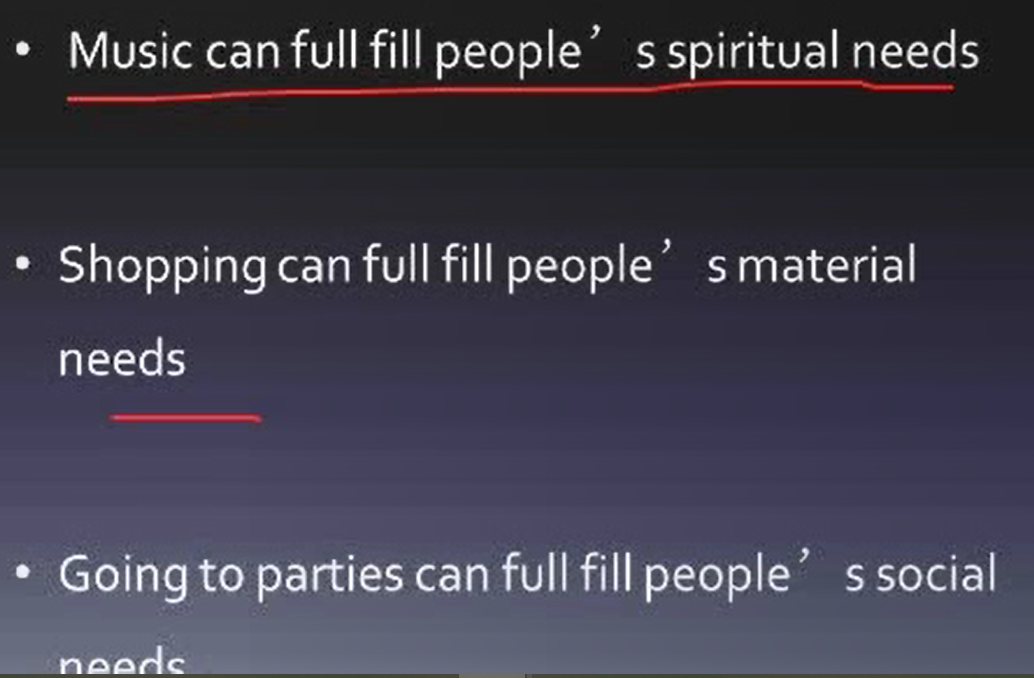 • Music can full fill people’ s spiritual needs
• Shopping can full fill people’ s material
needs
• Going to parties can full fill people’ s social
needs